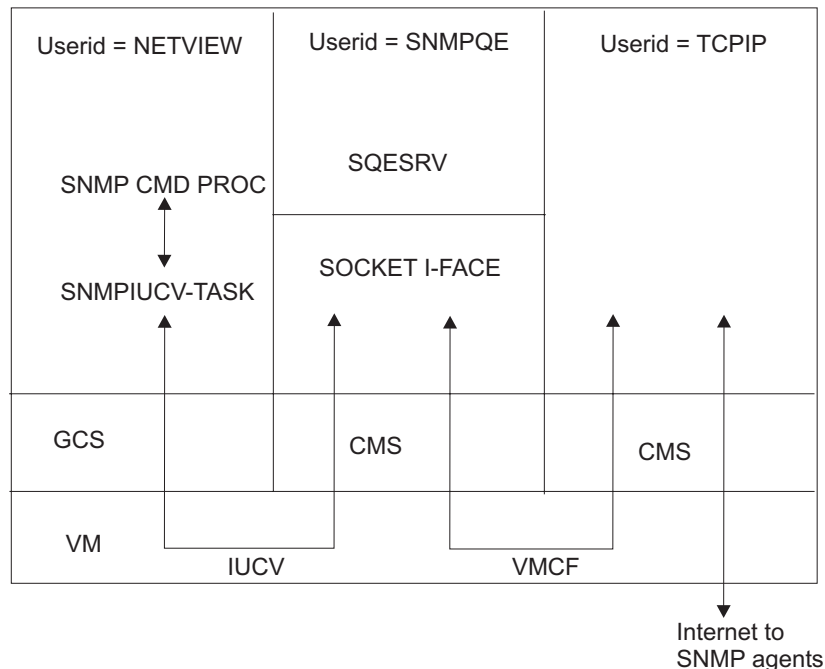 Userid = NETVIEW
Userid = SNMPQE
Userid = TCPIP
SQESRV
SNMP CMD PROC
SOCKET I-FACE
SNMPIUCV-TASK
GCS
CMS
CMS
VM
IUCV
VMCF
Internet to
SNMP agents